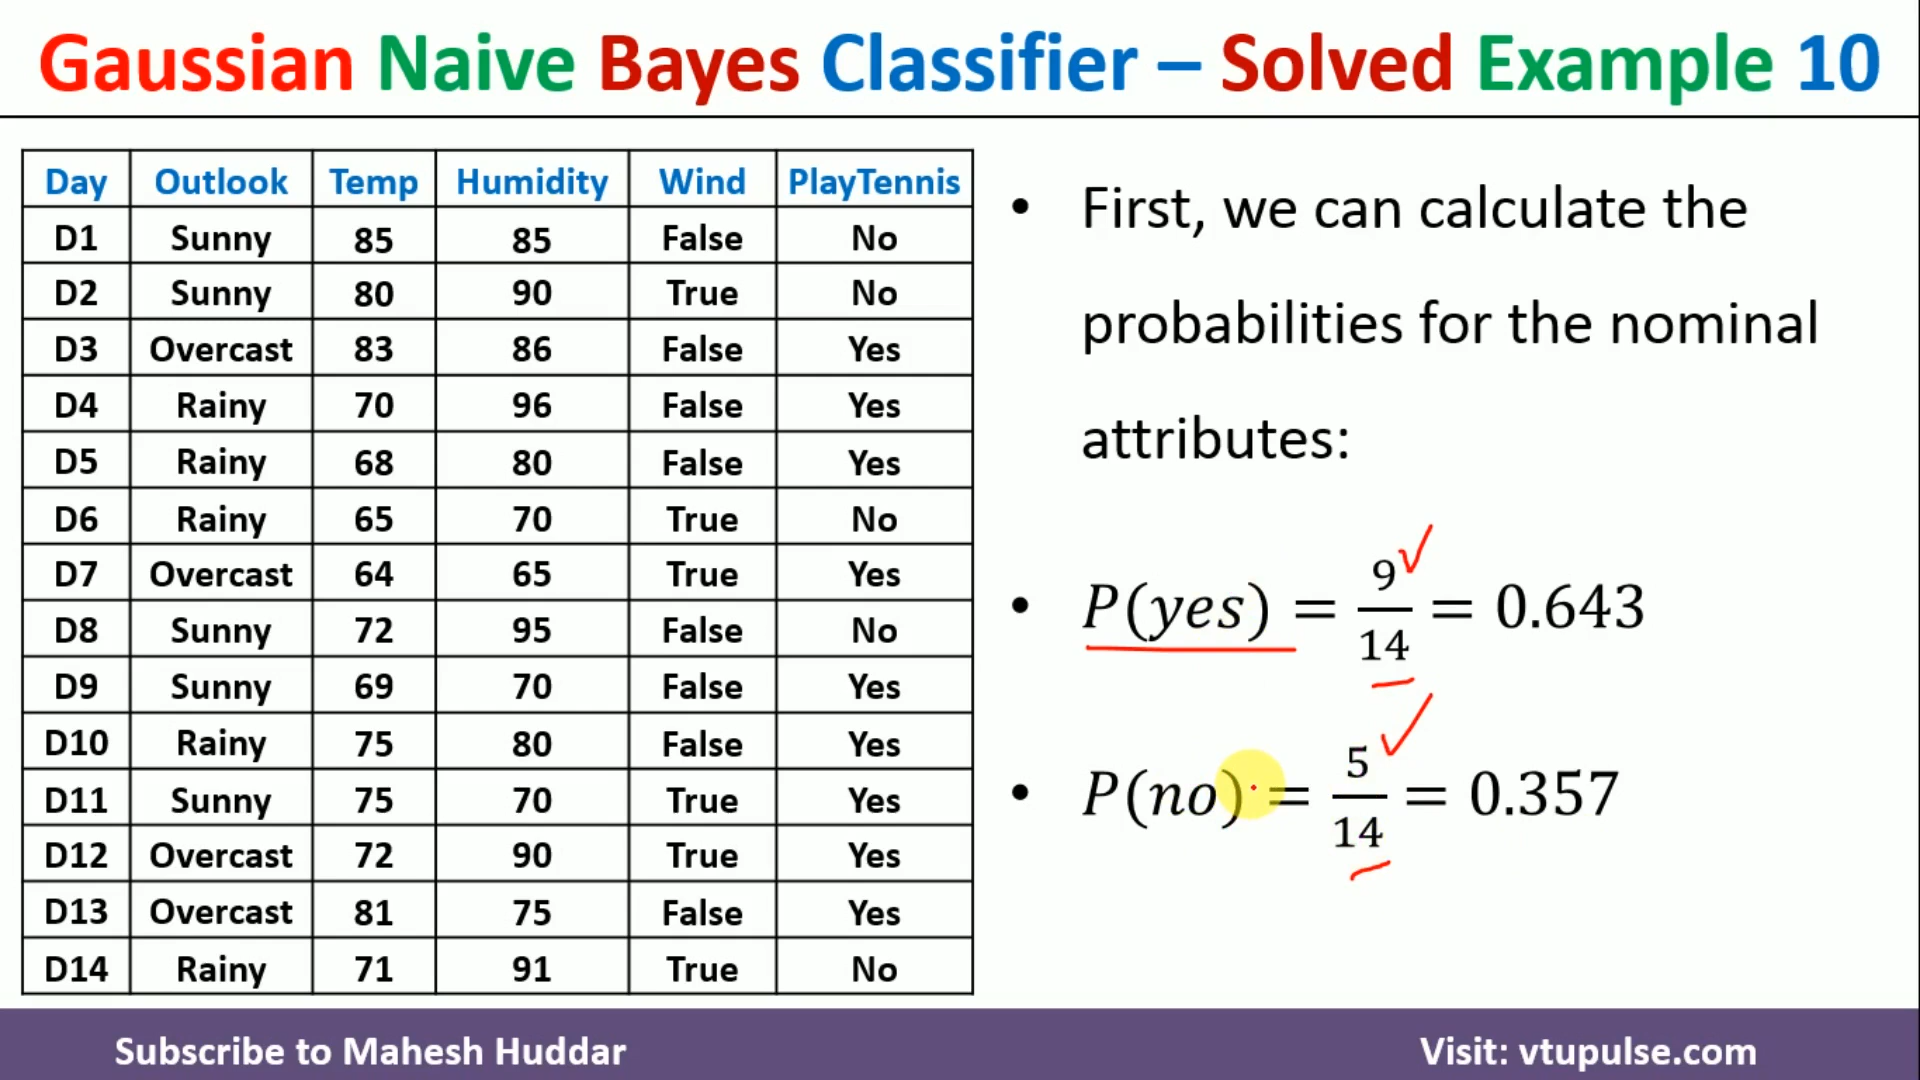 Gaussian Naive Bayes Classifier – Solved Example 10
Day Outlook Temp Humidity Wind PlayTennis
D1 Sunny 85 85 False No
D2 Sunny 80 90 True No
D3 Overcast 83 86 False Yes
D4 Rainy 70 96 False Yes
D5 Rainy 68 80 False Yes
D6 Rainy 65 70 True No
D7 Overcast 64 65 True Yes
D8 Sunny 72 95 False No
D9 Sunny 69 70 False Yes
D10 Rainy 75 80 False Yes
D11 Sunny 75 70 True Yes
D12 Overcast 72 90 True Yes
D13 Overcast 81 75 False Yes
D14 Rainy 71 91 True No
• First, we can calculate the
probabilities for the nominal
attributes:
• P(yes) = 9/14 = 0.643
• P(no) = 5/14 = 0.357
Subscribe to Mahesh Huddar
Visit: vtupulse.com